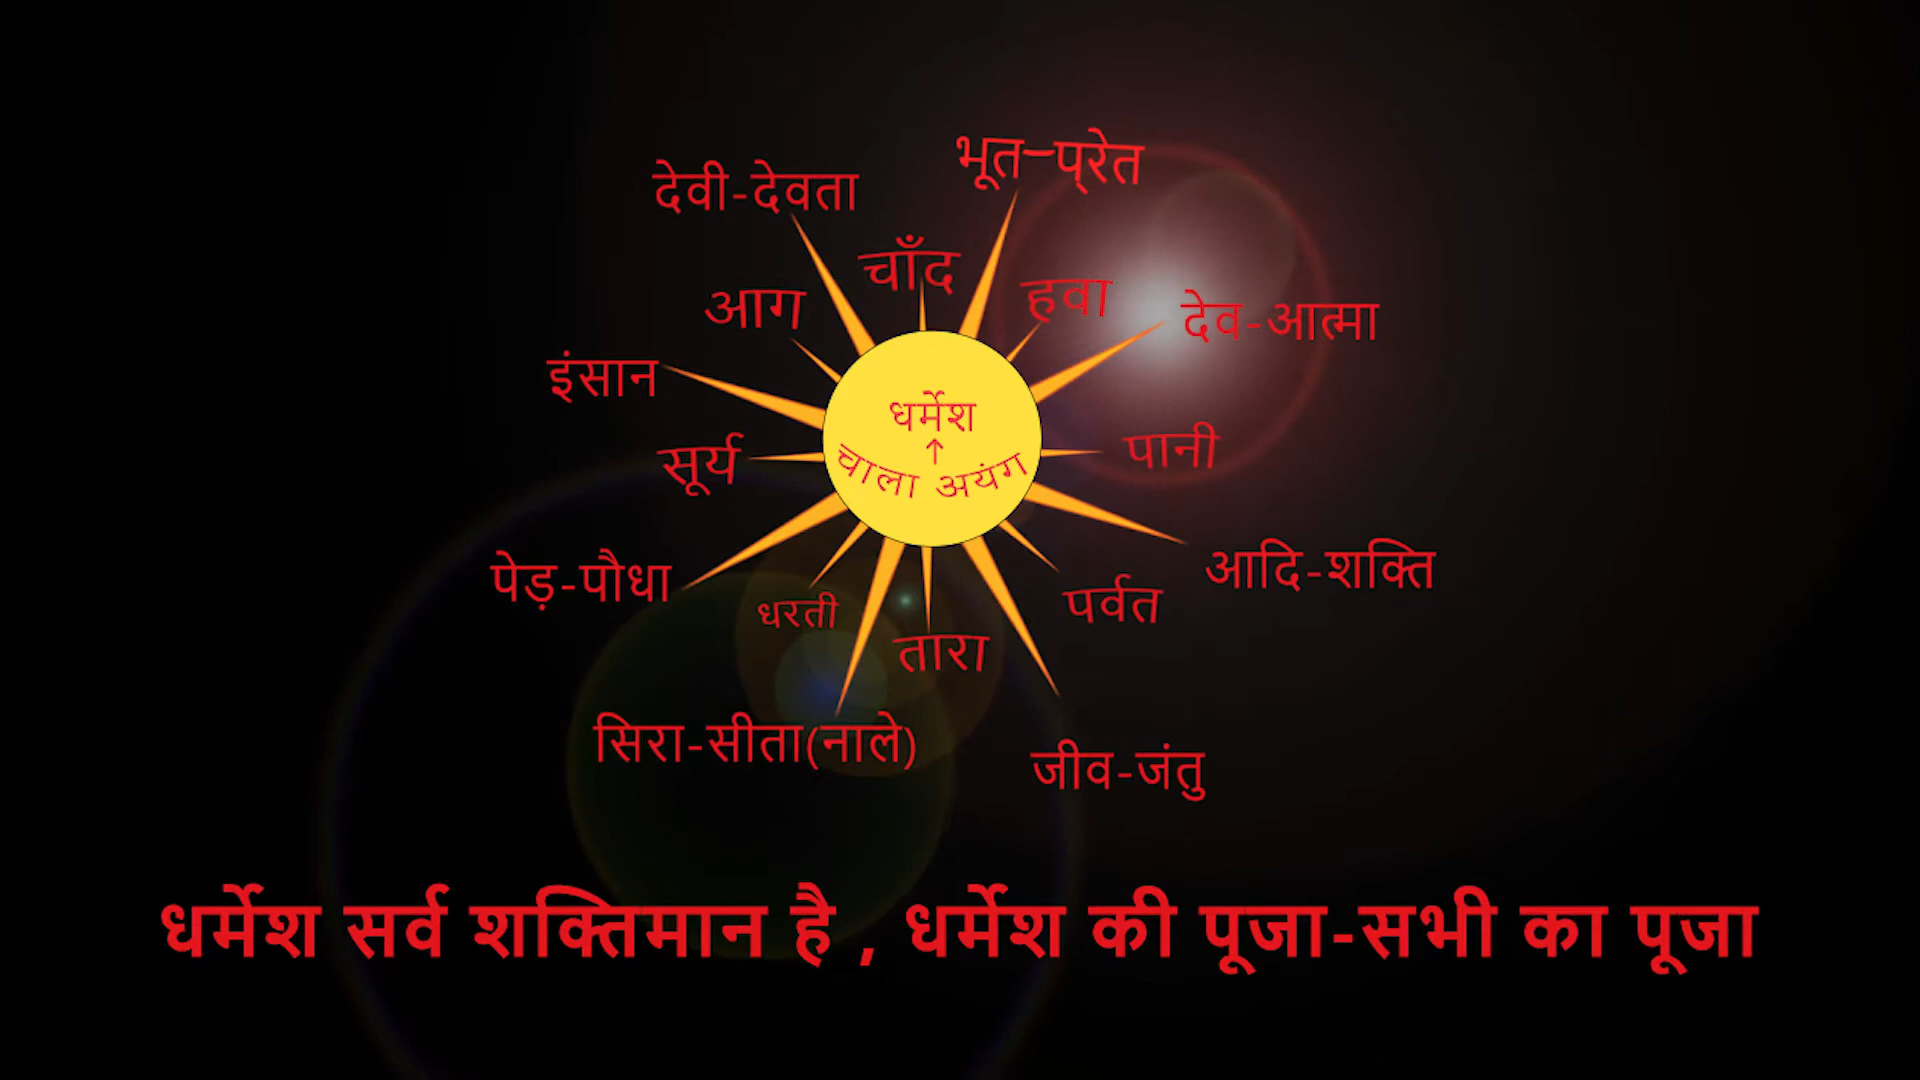 भूत-प्रेत
देवी-देवता
चाँद
हवा
आग
देव-आत्मा
इंसान
धर्मेश
↑
चाला अयंग
पानी
सूर्य
आदि-शक्ति
पेड़-पौधा
पर्वत
धरती
तारा
सिरा-सीता(नाले)
जीव-जंतु
धर्मेश सर्व शक्तिमान है , धर्मेश की पूजा-सभी का पूजा